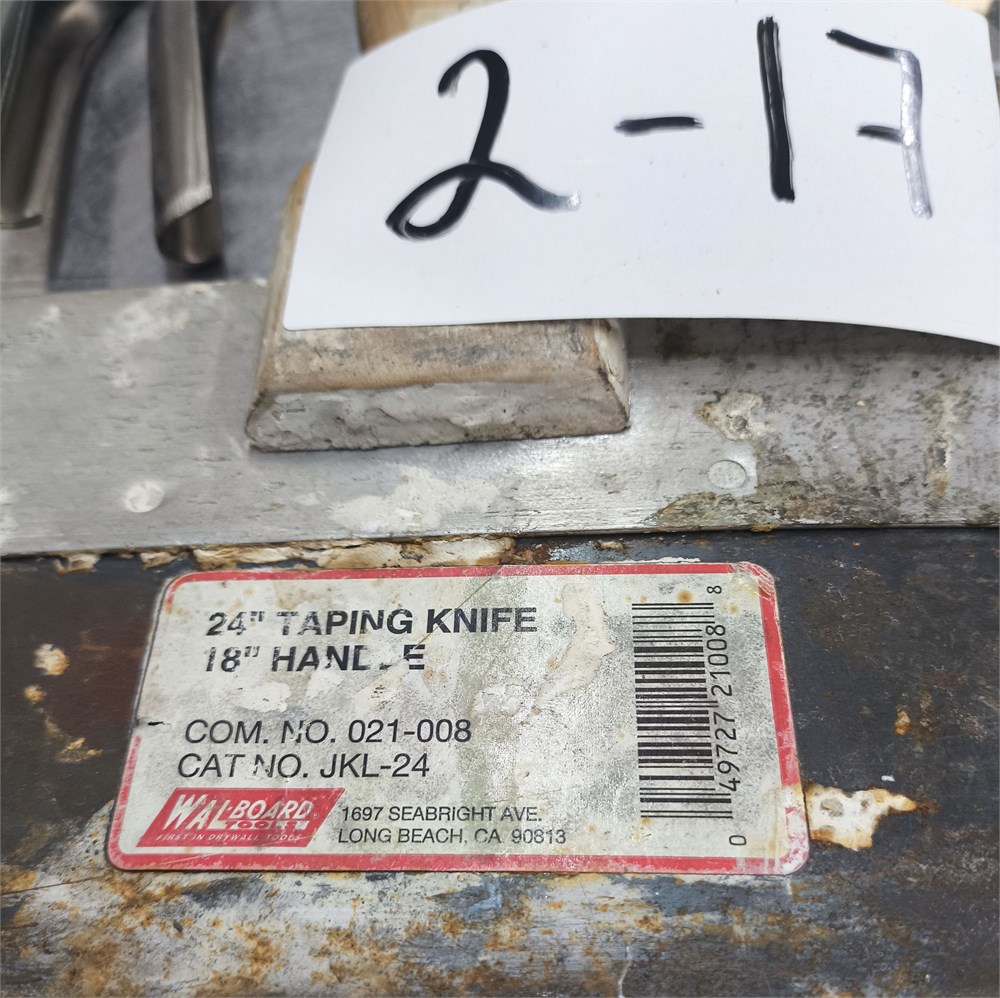 2-17
24" TAPING KNIFE
18" HANDLE
COM. NO. 021-008
CAT NO. JKL-24
WAL-BOARD
TOOLS
FIRST IN DRYWALL TOOLS
1697 SEABRIGHT AVE.
LONG BEACH, CA 90813
0 49727 21008 8